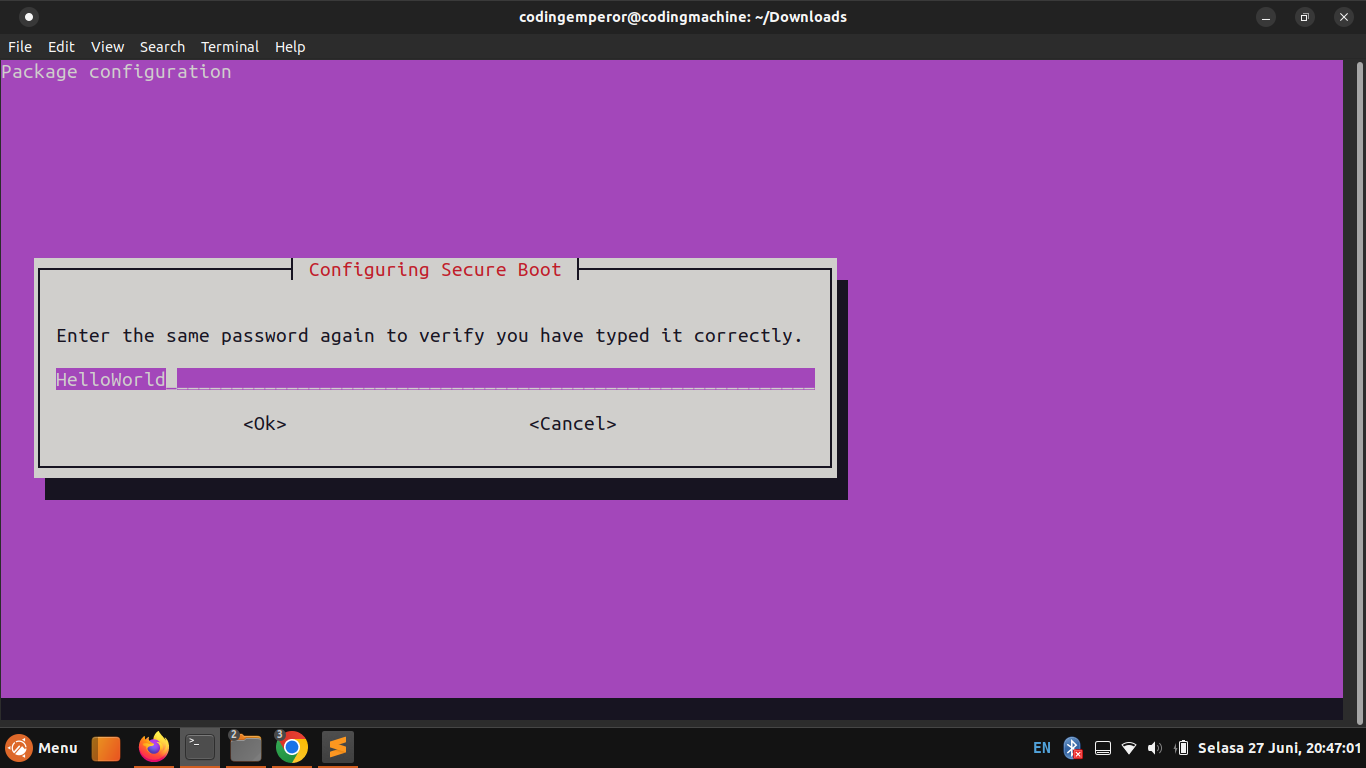 codingemperor@codingmachine: ~/Downloads
File Edit View Search Terminal Help
Package configuration
Configuring Secure Boot
Enter the same password again to verify you have typed it correctly.
HelloWorld
<Ok> <Cancel>
Menu >_ 2 3 EN Selasa 27 Juni, 20:47:01